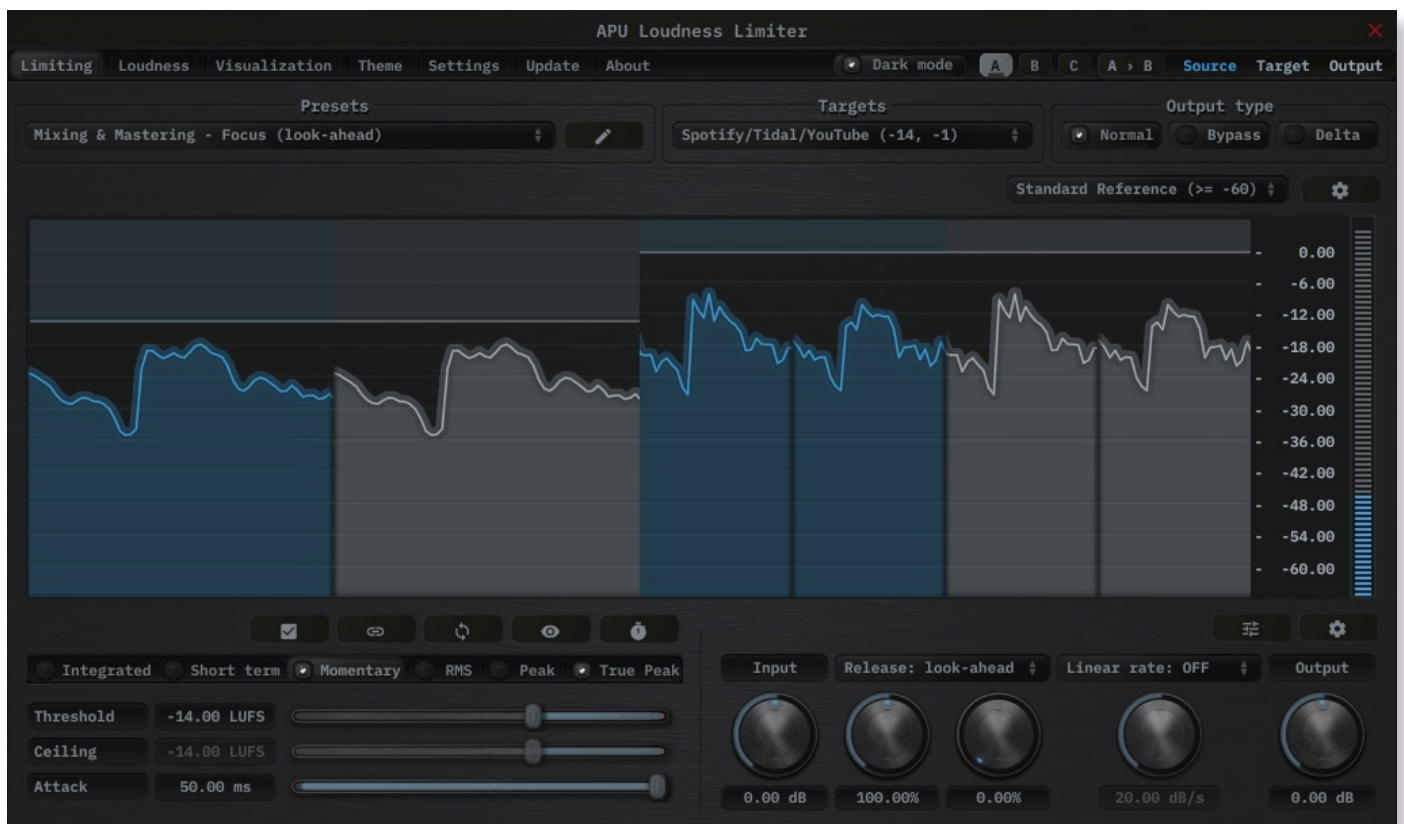 APU Loudness Limiter
Limiting Loudness Visualization Theme Settings Update About Dark mode A B C A › B Source Target Output
Presets Targets Output type
Mixing & Mastering - Focus (look-ahead) Spotify/Tidal/YouTube (-14, -1) Normal Bypass Delta
Standard Reference (>= -60)
- 0.00
- -6.00
- -12.00
- -18.00
- -24.00
- -30.00
- -36.00
- -42.00
- -48.00
- -54.00
- -60.00
Integrated Short term Momentary RMS Peak True Peak Input Release: look-ahead Linear rate: OFF Output
Threshold -14.00 LUFS
Ceiling -14.00 LUFS
Attack 50.00 ms
0.00 dB 100.00% 0.00% 20.00 dB/s 0.00 dB